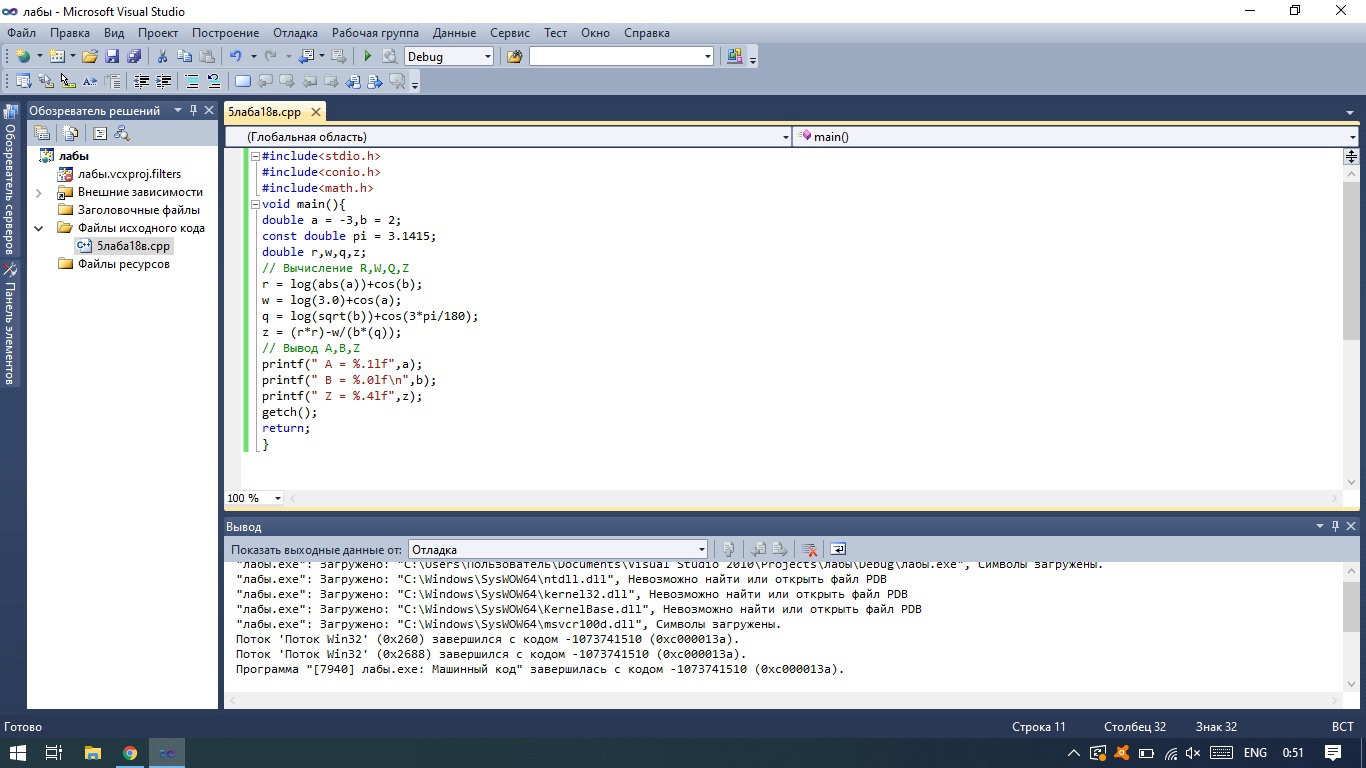 лабы - Microsoft Visual Studio
Файл Правка Вид Проект Построение Отладка Рабочая группа Данные Сервис Тест Окно Справка
Debug
Обозреватель решений
5лаба18в.cpp
(Глобальная область)
main()
Обозреватель серверов
Панель элементов
лабы
лабы.vcxproj.filters
Внешние зависимости
Заголовочные файлы
Файлы исходного кода
5лаба18в.cpp
Файлы ресурсов
#include<stdio.h>
#include<conio.h>
#include<math.h>
void main(){
double a = -3,b = 2;
const double pi = 3.1415;
double r,w,q,z;
// Вычисление R,W,Q,Z
r = log(abs(a))+cos(b);
w = log(3.0)+cos(a);
q = log(sqrt(b))+cos(3*pi/180);
z = (r*r)-w/(b*(q));
// Вывод A,B,Z
printf(" A = %.1lf",a);
printf(" B = %.0lf\n",b);
printf(" Z = %.4lf",z);
getch();
return;
}
100 %
Вывод
Показать выходные данные от: Отладка
"лабы.exe": Загружено: "C:\Users\Пользователь\Documents\Visual Studio 2010\Projects\лабы\Debug\лабы.exe", Символы загружены.
"лабы.exe": Загружено: "C:\Windows\SysWOW64\ntdll.dll", Невозможно найти или открыть файл PDB
"лабы.exe": Загружено: "C:\Windows\SysWOW64\kernel32.dll", Невозможно найти или открыть файл PDB
"лабы.exe": Загружено: "C:\Windows\SysWOW64\KernelBase.dll", Невозможно найти или открыть файл PDB
"лабы.exe": Загружено: "C:\Windows\SysWOW64\msvcr100d.dll", Символы загружены.
Поток 'Поток Win32' (0x260) завершился с кодом -1073741510 (0xc000013a).
Поток 'Поток Win32' (0x2688) завершился с кодом -1073741510 (0xc000013a).
Программа "[7940] лабы.exe: Машинный код" завершилась с кодом -1073741510 (0xc000013a).
Готово
Строка 11 Столбец 32 Знак 32 ВСТ
ENG 0:51